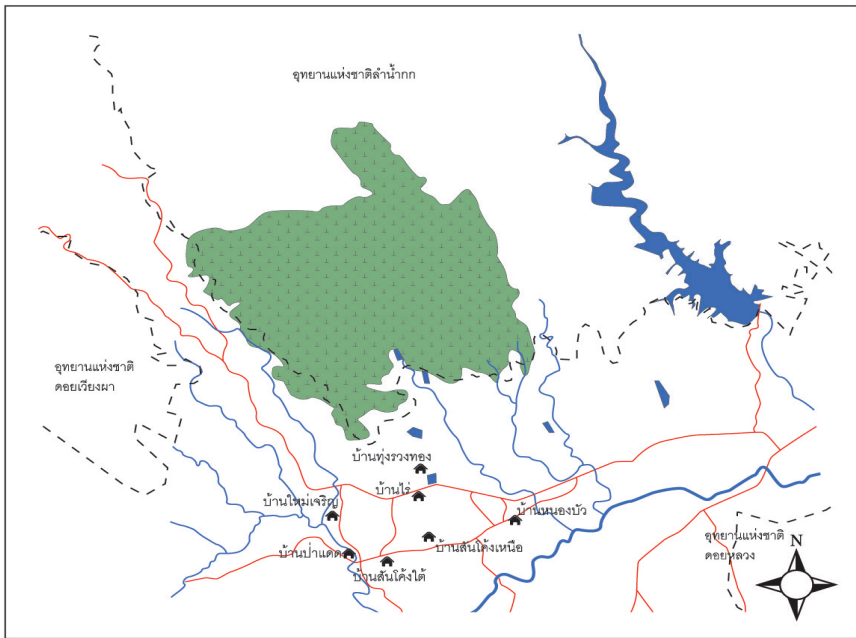 อุทยานแห่งชาติลำน้ำกก
อุทยานแห่งชาติ
ดอยเวียงผา
บ้านทุ่งรวงทอง
บ้านไร่
บ้านใหม่เจริญ
บ้านหนองบัว
บ้านสันโค้งเหนือ
บ้านป่าแดด
บ้านสันโค้งใต้
อุทยานแห่งชาติ
ดอยหลวง
N